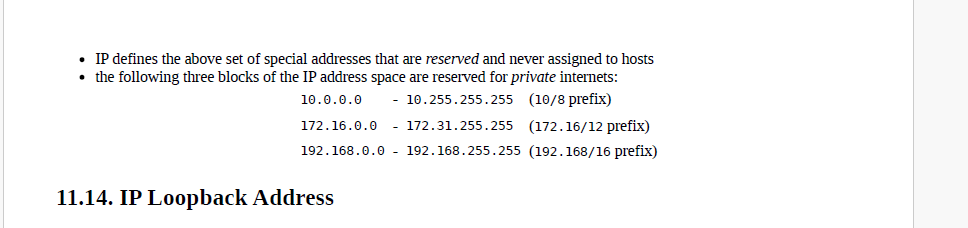 • IP defines the above set of special addresses that are reserved and never assigned to hosts
• the following three blocks of the IP address space are reserved for private internets:
10.0.0.0 - 10.255.255.255 (10/8 prefix)
172.16.0.0 - 172.31.255.255 (172.16/12 prefix)
192.168.0.0 - 192.168.255.255 (192.168/16 prefix)
11.14. IP Loopback Address